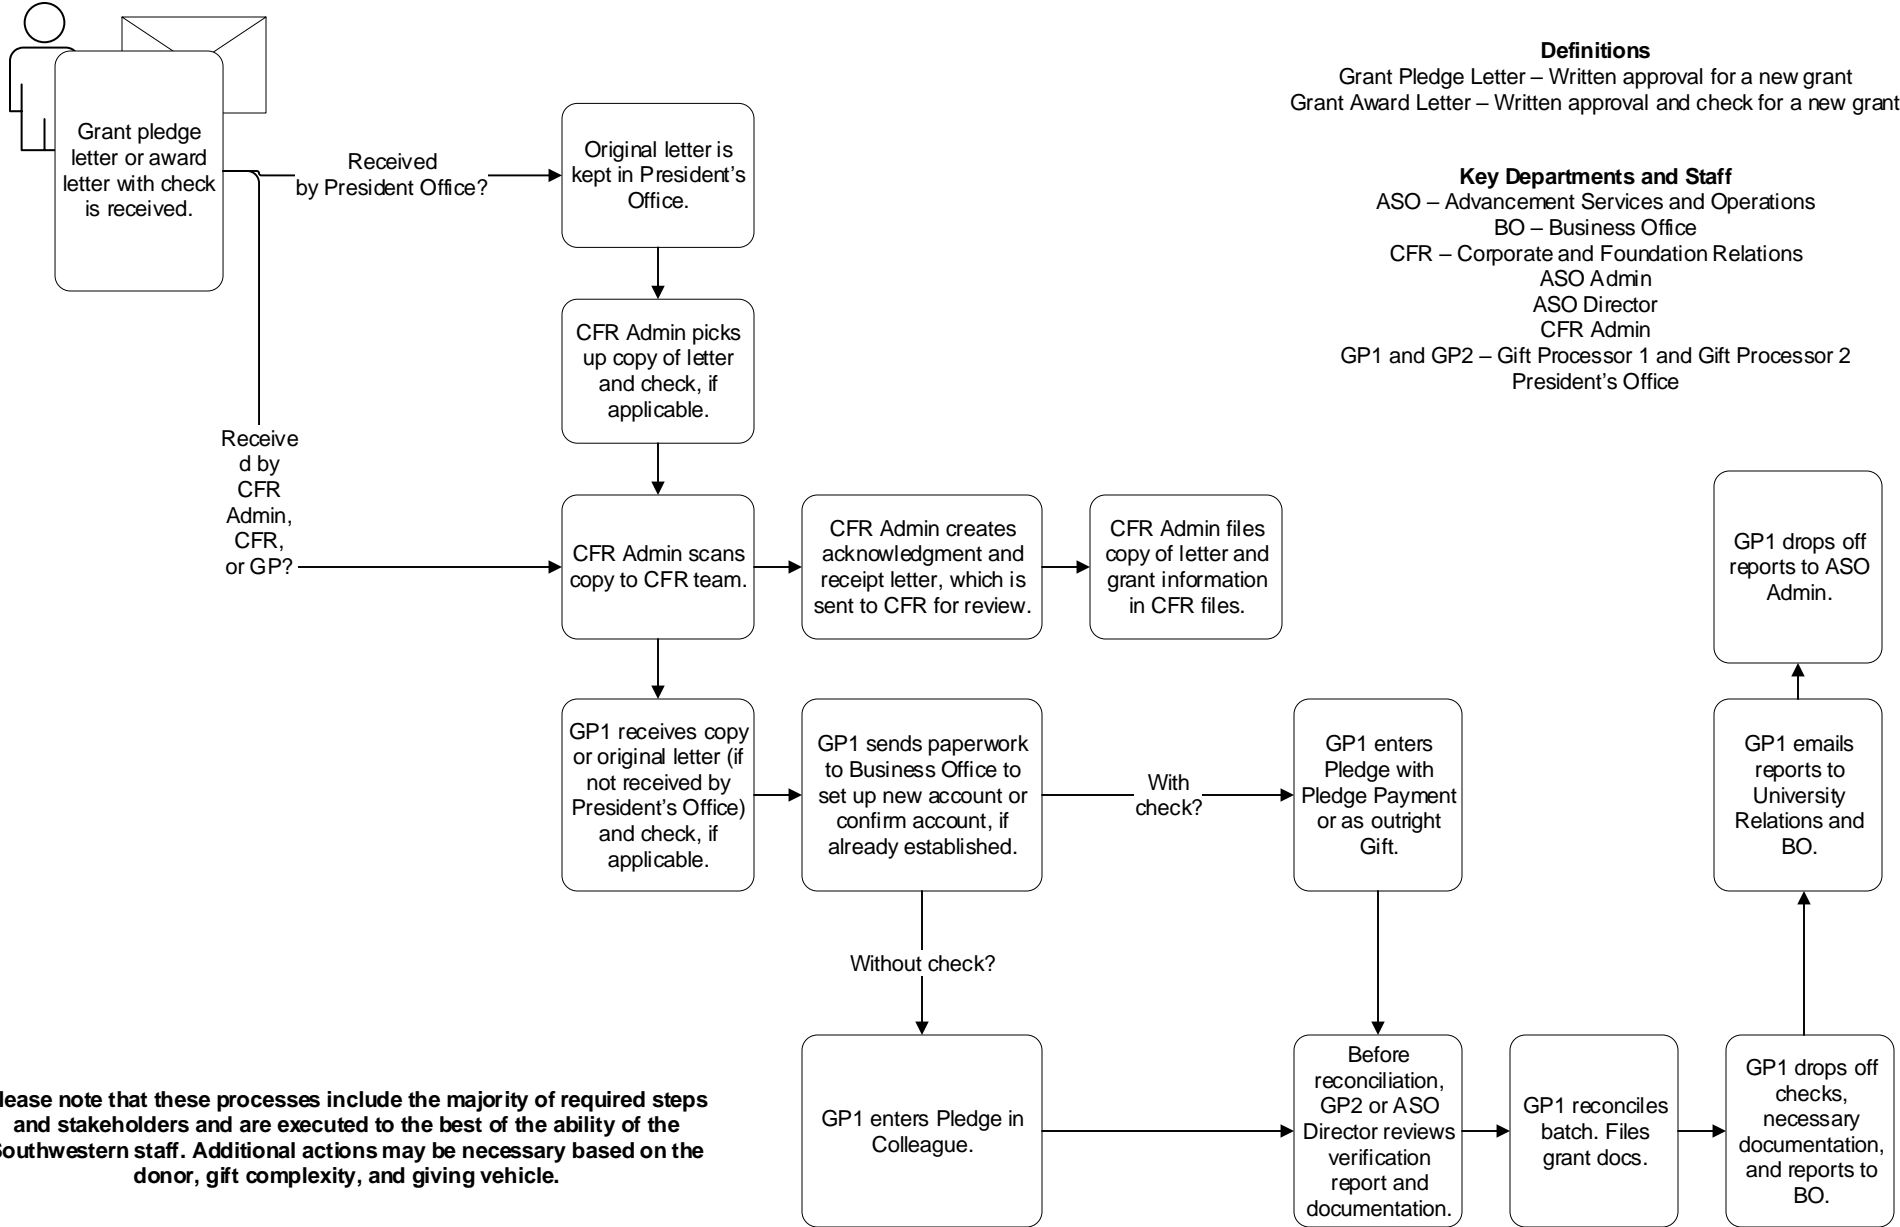 Definitions
Grant Pledge Letter – Written approval for a new grant
Grant Award Letter – Written approval and check for a new grant
Key Departments and Staff
ASO – Advancement Services and Operations
BO – Business Office
CFR – Corporate and Foundation Relations
ASO Admin
ASO Director
CFR Admin
GP1 and GP2 – Gift Processor 1 and Gift Processor 2
President's Office
Grant pledge
letter or award
letter with check
is received.
Received
by President Office?
Original letter is
kept in President's
Office.
CFR Admin picks
up copy of letter
and check, if
applicable.
Receive
d by
CFR
Admin,
CFR,
or GP?
CFR Admin scans
copy to CFR team.
CFR Admin creates
acknowledgment and
receipt letter, which is
sent to CFR for review.
CFR Admin files
copy of letter and
grant information
in CFR files.
GP1 receives copy
or original letter (if
not received by
President's Office)
and check, if
applicable.
GP1 sends paperwork
to Business Office to
set up new account or
confirm account, if
already established.
With
check?
GP1 enters
Pledge with
Pledge Payment
or as outright
Gift.
Without check?
GP1 enters Pledge in
Colleague.
Before
reconciliation,
GP2 or ASO
Director reviews
verification
report and
documentation.
GP1 reconciles
batch. Files
grant docs.
GP1 drops off
checks,
necessary
documentation,
and reports to
BO.
GP1 emails
reports to
University
Relations and
BO.
GP1 drops off
reports to ASO
Admin.
lease note that these processes include the majority of required steps
and stakeholders and are executed to the best of the ability of the
Southwestern staff. Additional actions may be necessary based on the
donor, gift complexity, and giving vehicle.